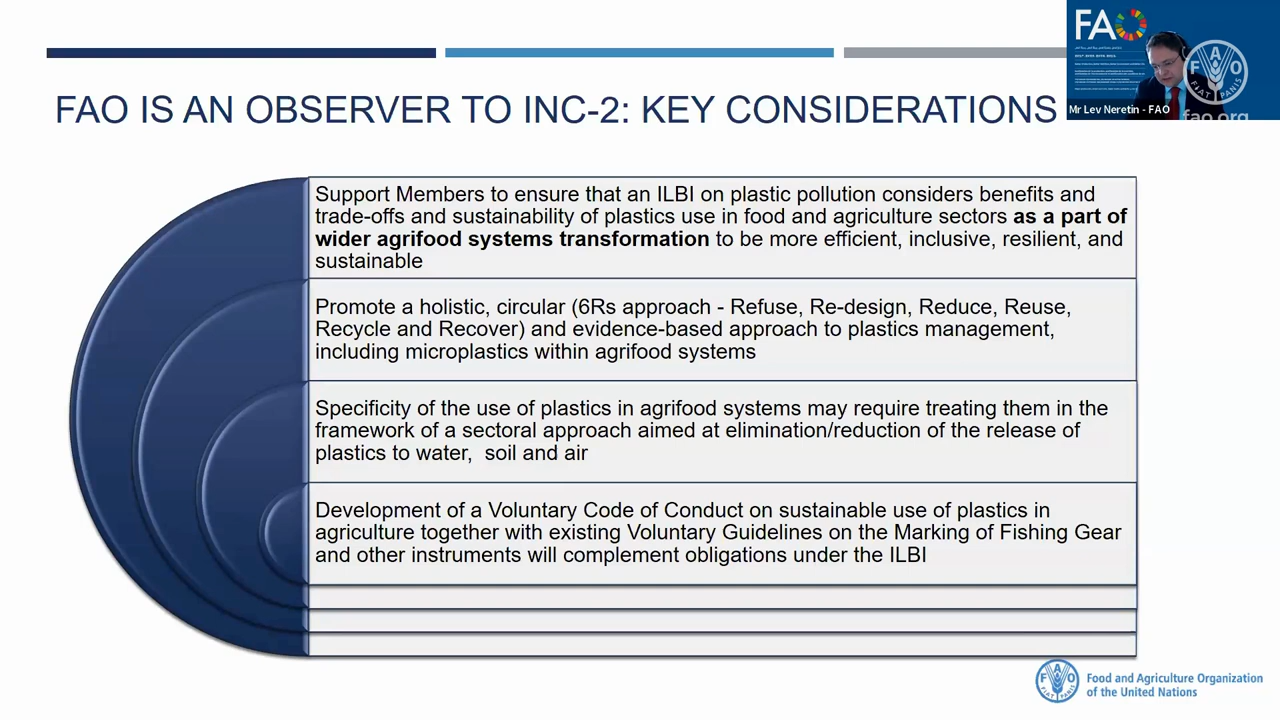 FAO IS AN OBSERVER TO INC-2: KEY CONSIDERATIONS
FAO
Mr Lev Neretin - FAO
FAO
FIAT PANIS
fao.org
Support Members to ensure that an ILBI on plastic pollution considers benefits and
trade-offs and sustainability of plastics use in food and agriculture sectors as a part of
wider agrifood systems transformation to be more efficient, inclusive, resilient, and
sustainable
Promote a holistic, circular (6Rs approach - Refuse, Re-design, Reduce, Reuse,
Recycle and Recover) and evidence-based approach to plastics management,
including microplastics within agrifood systems
Specificity of the use of plastics in agrifood systems may require treating them in the
framework of a sectoral approach aimed at elimination/reduction of the release of
plastics to water,  soil and air
Development of a Voluntary Code of Conduct on sustainable use of plastics in
agriculture together with existing Voluntary Guidelines on the Marking of Fishing Gear
and other instruments will complement obligations under the ILBI
FAO
FIAT PANIS
Food and Agriculture Organization
of the United Nations